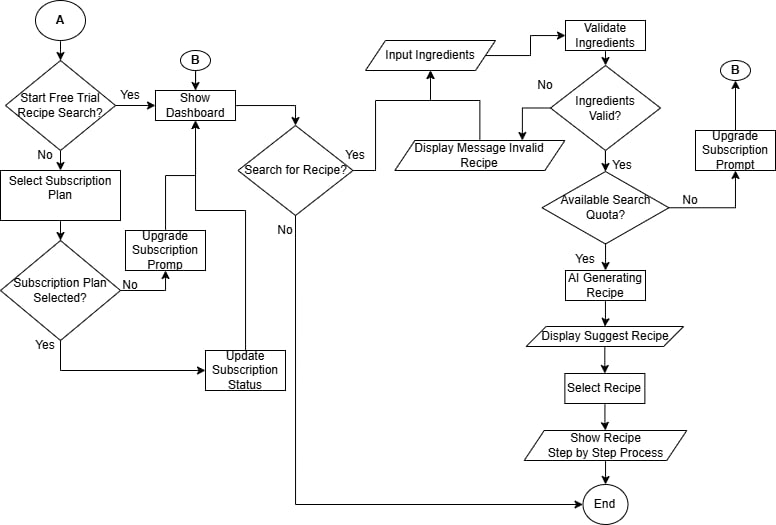 A
Start Free Trial
Recipe Search?
Yes
No
Select Subscription
Plan
Subscription Plan
Selected?
No
Yes
Upgrade
Subscription
Promp
Update
Subscription
Status
B
Show
Dashboard
Search for Recipe?
Yes
No
Input Ingredients
Validate
Ingredients
Ingredients
Valid?
No
Yes
Display Message Invalid
Recipe
Available Search
Quota?
No
Yes
Upgrade
Subscription
Prompt
B
AI Generating
Recipe
Display Suggest Recipe
Select Recipe
Show Recipe
Step by Step Process
End